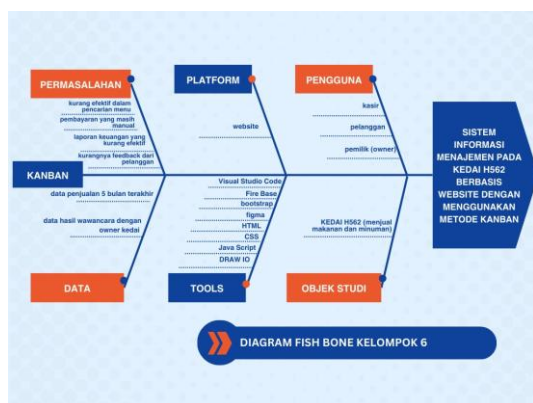 PERMASALAHAN
PLATFORM
PENGGUNA
kurang efektif dalam
pencarian menu
pembayaran yang masih
manual
laporan keuangan yang
kurang efektif
kurangnya feedback dari
pelanggan
website
kasir
pelanggan
pemilik (owner)
KANBAN
SISTEM
INFORMASI
MENAJEMEN PADA
KEDAI H562
BERBASIS
WEBSITE DENGAN
MENGGUNAKAN
METODE KANBAN
data penjualan 5 bulan terakhir
data hasil wawancara dengan
owner kedai
Visual Studio Code
Fire Base
bootstrap
figma
HTML
CSS
Java Script
DRAW IO
KEDAI H562 (menjual
makanan dan minuman)
DATA
TOOLS
OBJEK STUDI
DIAGRAM FISH BONE KELOMPOK 6